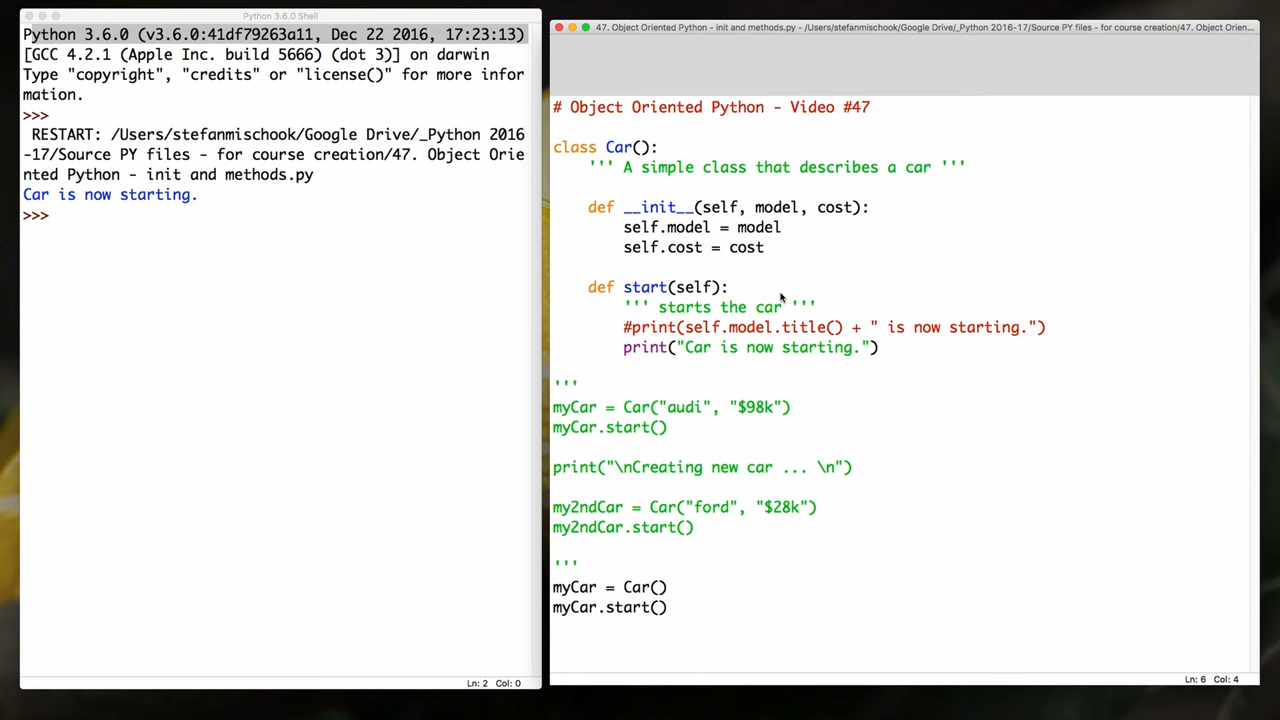 Python 3.6.0 Shell
Python 3.6.0 (v3.6.0:41df79263a11, Dec 22 2016, 17:23:13)
[GCC 4.2.1 (Apple Inc. build 5666) (dot 3)] on darwin
Type "copyright", "credits" or "license()" for more infor
mation.
>>>
RESTART: /Users/stefanmischook/Google Drive/_Python 2016
-17/Source PY files - for course creation/47. Object Orie
nted Python - init and methods.py
Car is now starting.
>>>
Ln: 2 Col: 0
47. Object Oriented Python - init and methods.py - /Users/stefanmischook/Google Drive/_Python 2016-17/Source PY files - for course creation/47. Object Orien...
# Object Oriented Python - Video #47
class Car():
''' A simple class that describes a car '''
def __init__(self, model, cost):
self.model = model
self.cost = cost
def start(self):
''' starts the car '''
#print(self.model.title() + " is now starting.")
print("Car is now starting.")
'''
myCar = Car("audi", "$98k")
myCar.start()
print("\nCreating new car ... \n")
my2ndCar = Car("ford", "$28k")
my2ndCar.start()
'''
myCar = Car()
myCar.start()
Ln: 6 Col: 4